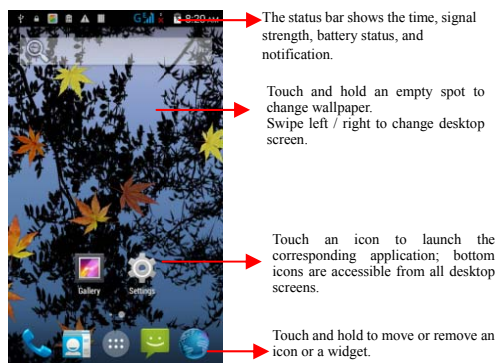 G 8:20 AM
The status bar shows the time, signal
strength, battery status, and
notification.
Touch and hold an empty spot to
change wallpaper.
Swipe left / right to change desktop
screen.
Touch an icon to launch the
corresponding application; bottom
icons are accessible from all desktop
screens.
Gallery Settings
Touch and hold to move or remove an
icon or a widget.